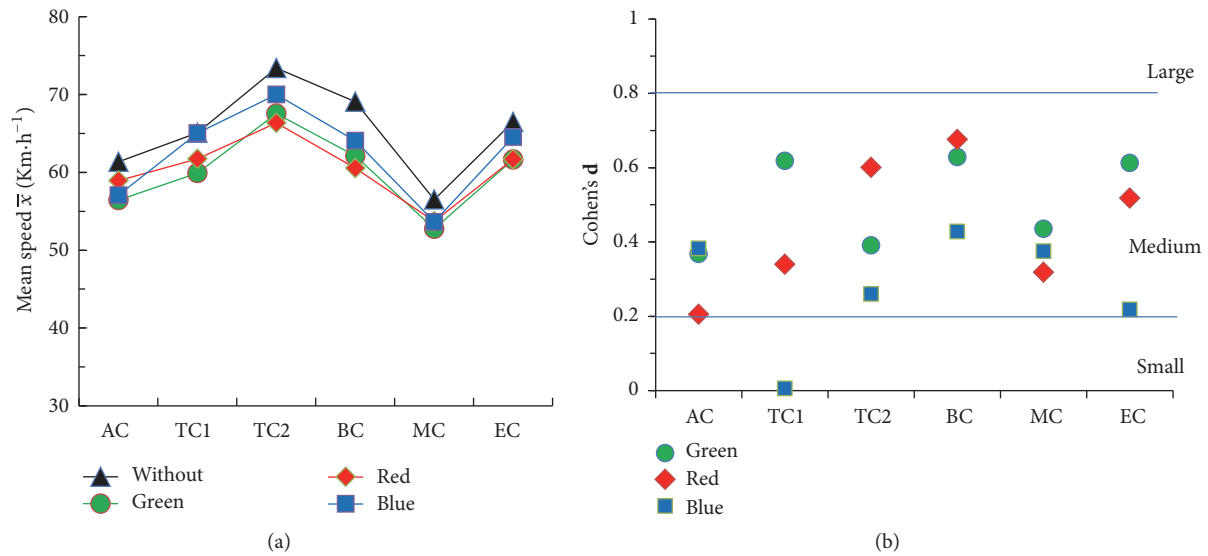 80
70
60
50
40
30
Mean speed x̅ (Km·h⁻¹)
AC TC1 TC2 BC MC EC
Without Red
Green Blue
(a)
1
0.8
0.6
0.4
0.2
0
Cohen's d
Large
Medium
Small
AC TC1 TC2 BC MC EC
Green
Red
Blue
(b)